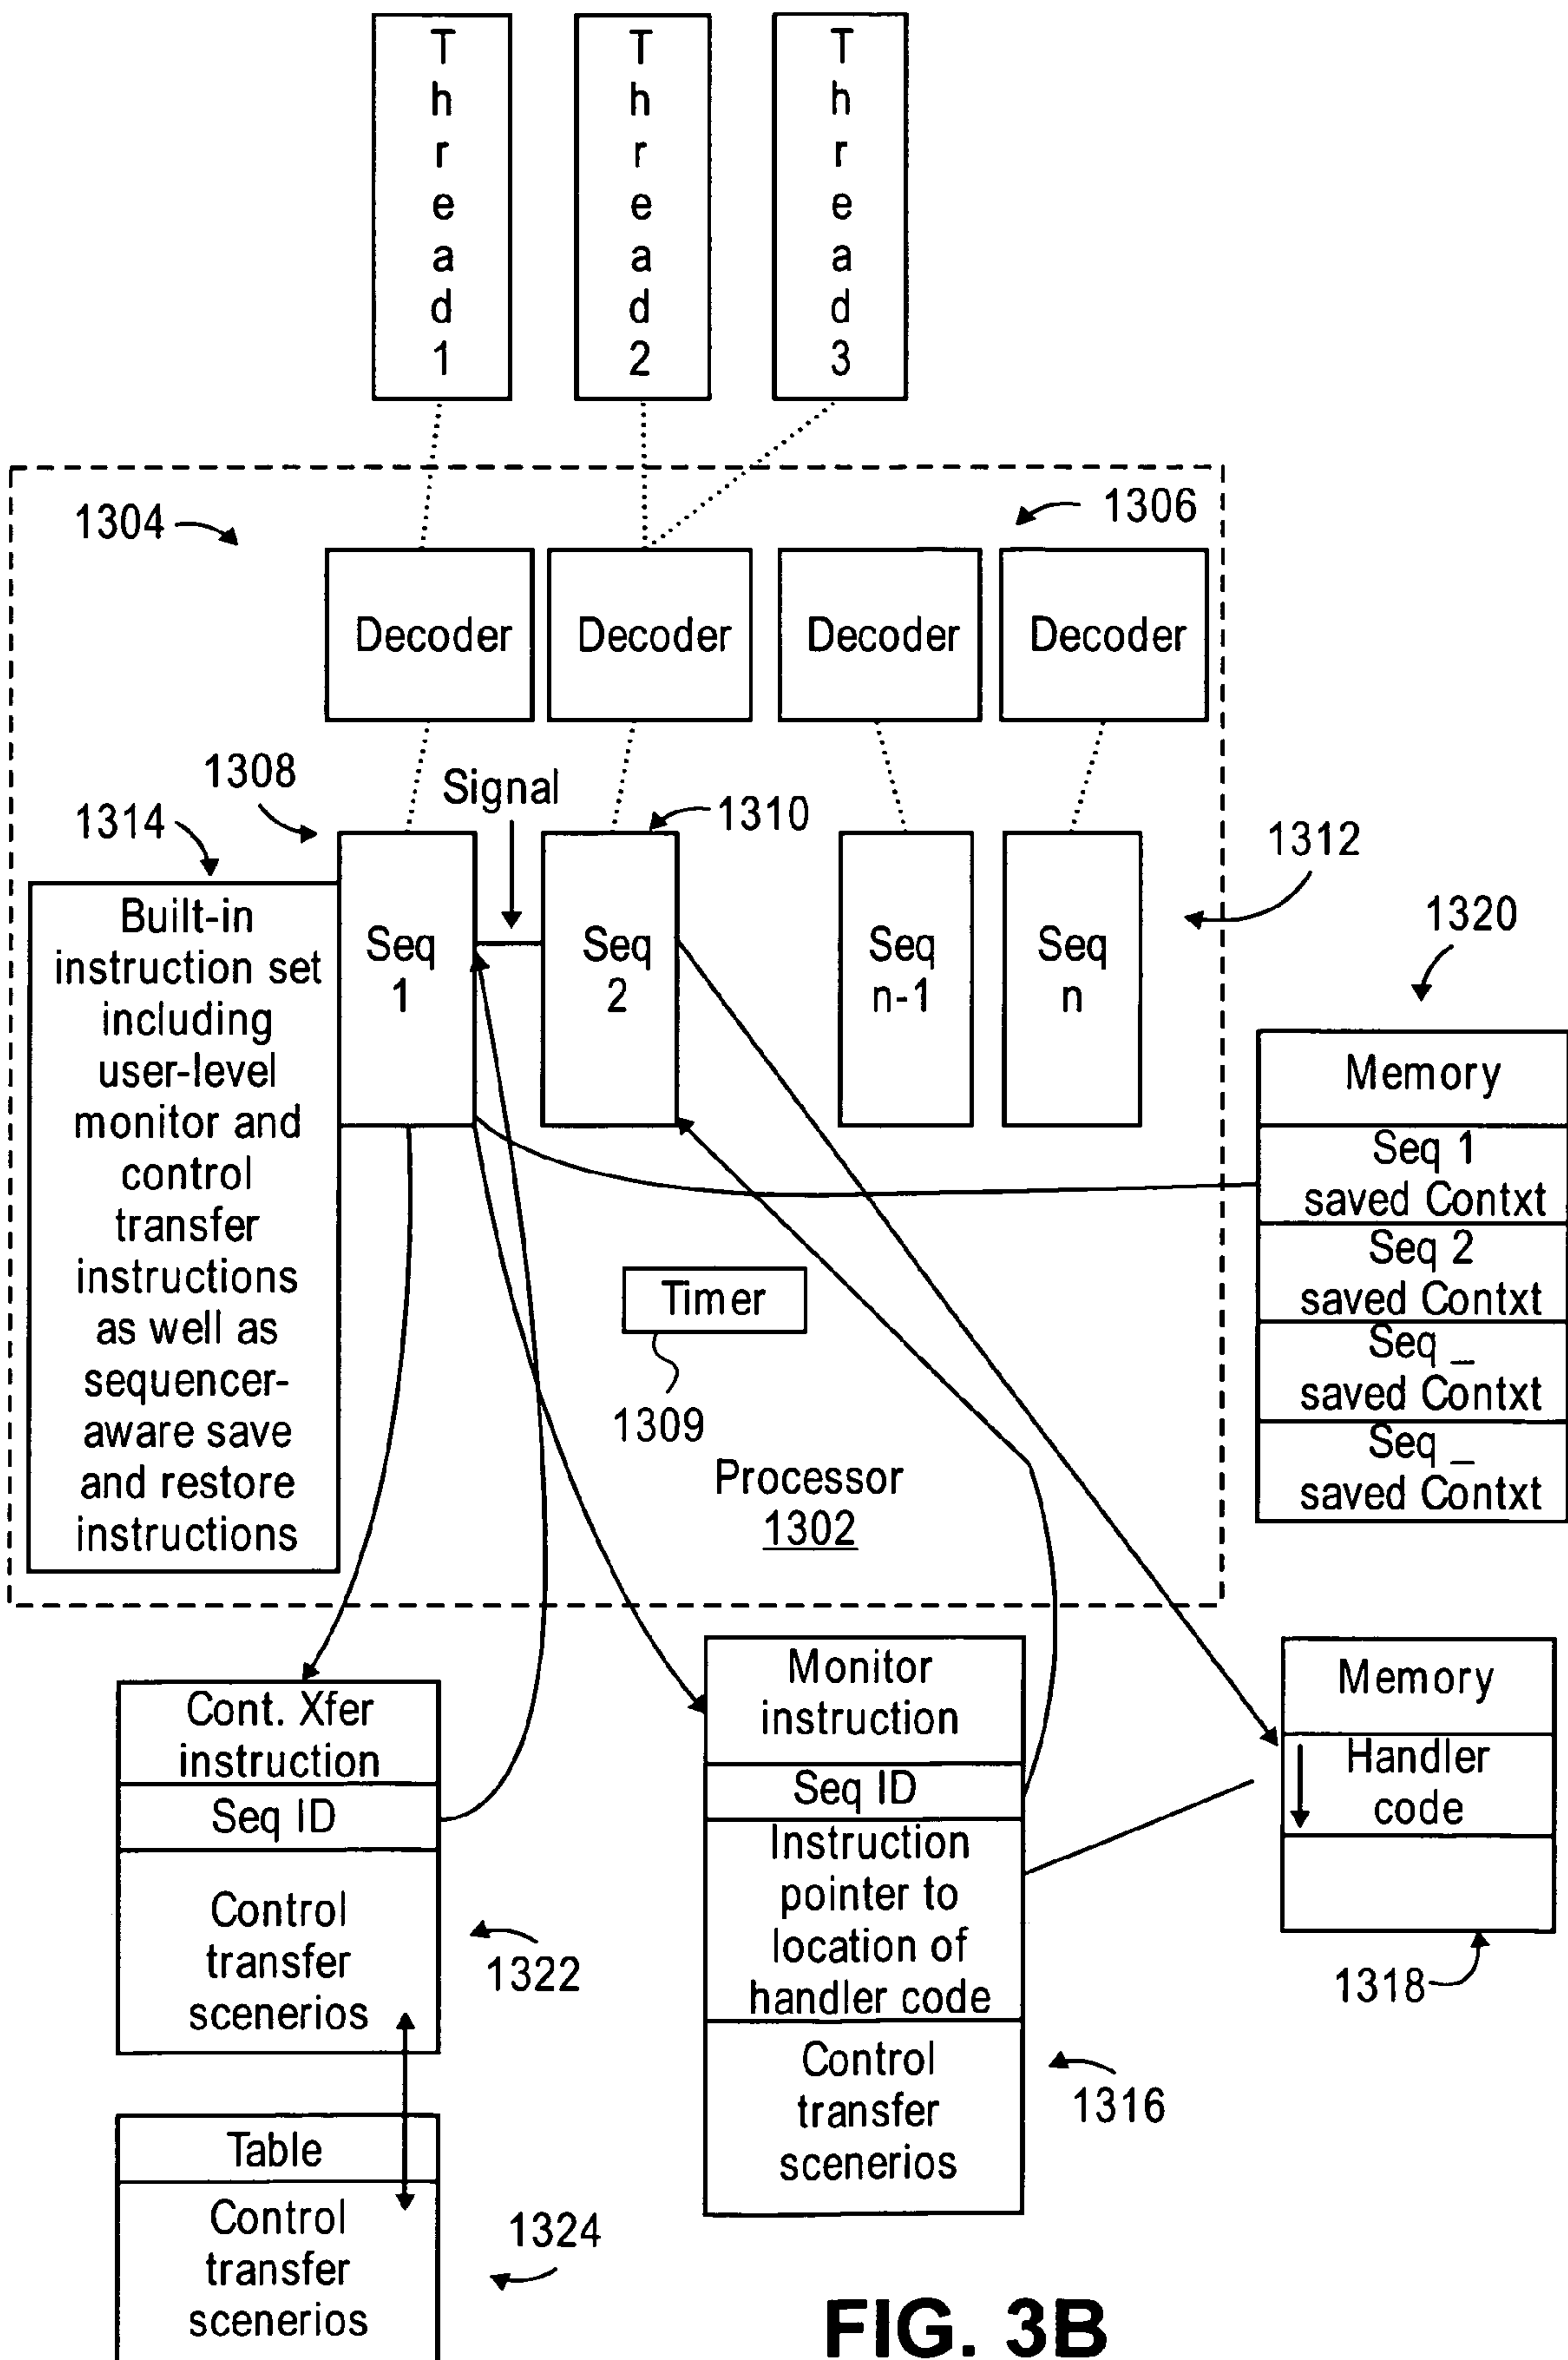 Thread 1
Thread 2
Thread 3
1304
1306
Decoder
Decoder
Decoder
Decoder
1308
Signal
1310
1314
1312
Built-in
instruction set
including
user-level
monitor and
control
transfer
instructions
as well as
sequencer-
aware save
and restore
instructions
Seq
1
Seq
2
Seq
n-1
Seq
n
1320
Memory
Seq 1
saved Contxt
Seq 2
saved Contxt
Seq _
saved Contxt
Seq _
saved Contxt
Timer
1309
Processor
1302
Cont. Xfer
instruction
Seq ID
Control
transfer
scenerios
1322
Monitor
instruction
Seq ID
Instruction
pointer to
location of
handler code
Control
transfer
scenerios
1316
Memory
Handler
code
1318
Table
Control
transfer
scenerios
1324
FIG. 3B